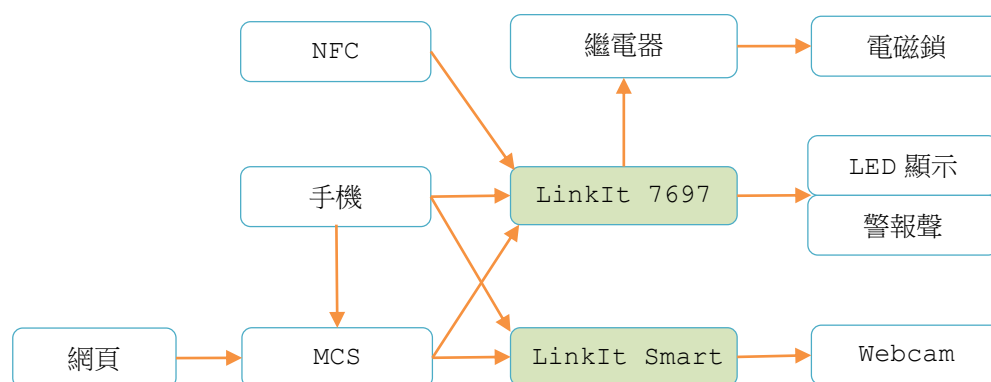 NFC
繼電器
電磁鎖
手機
LinkIt 7697
LED 顯示
警報聲
網頁
MCS
LinkIt Smart
Webcam